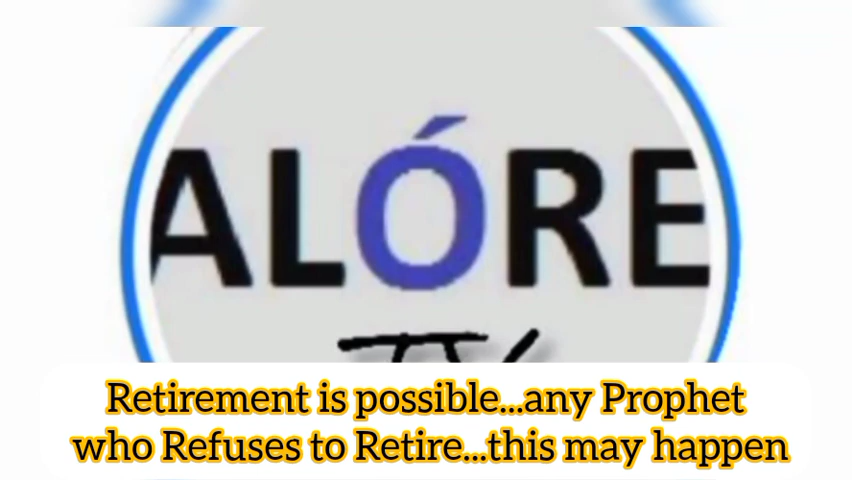 ALÓRE
Retirement is possible...any Prophet
who Refuses to Retire...this may happen